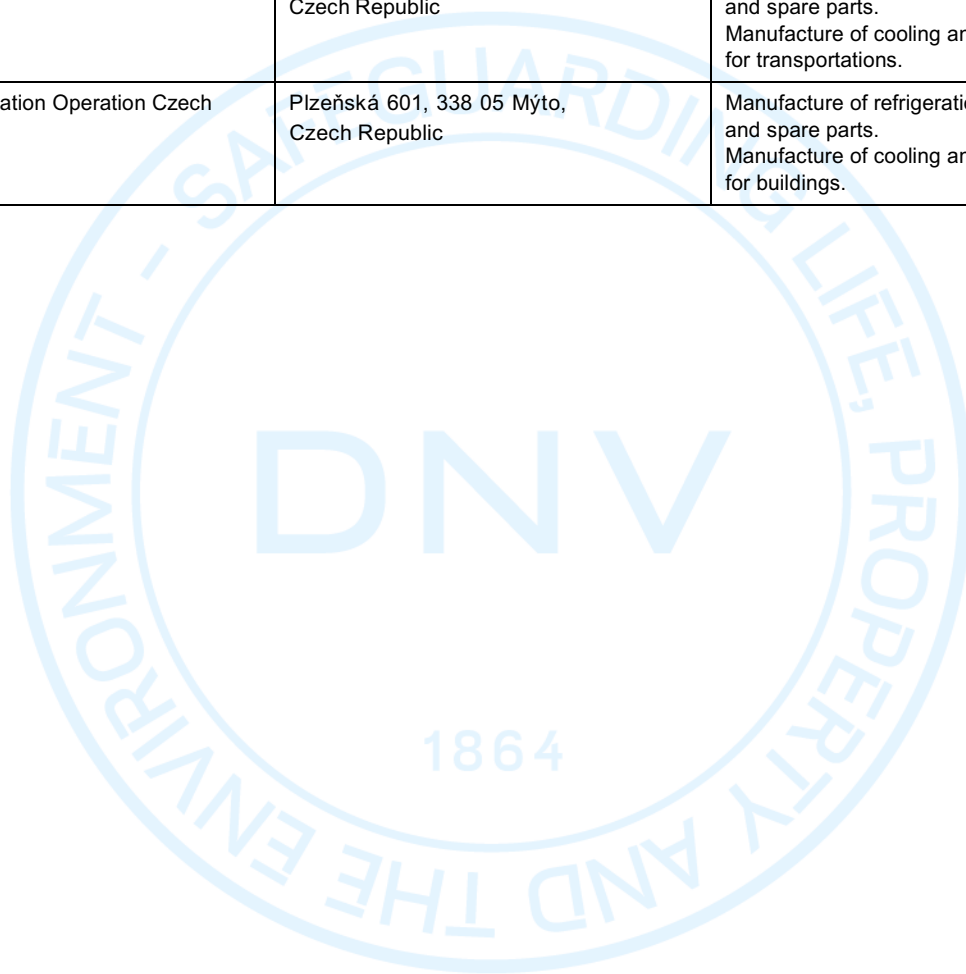 Czech Republic
and spare parts.
Manufacture of cooling
for transportations.
ation Operation Czech
Plzeňská 601, 338 05 Mýto,
Czech Republic
Manufacture of refrigeratio
and spare parts.
Manufacture of cooling
for buildings.
SAFEGUARDING LIFE, PROPERTY AND THE ENVIRONMENT -
DNV
1864